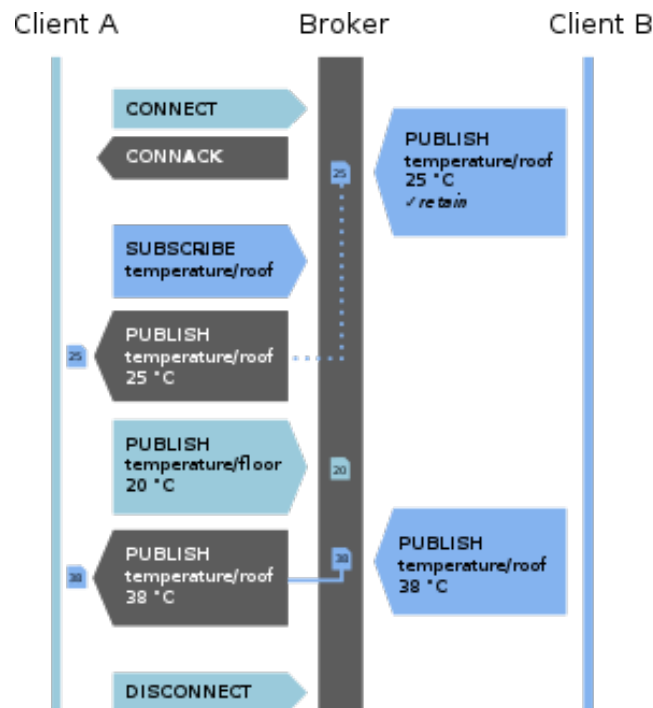 Client A
Broker
Client B
CONNECT
CONNACK
PUBLISH
temperature/roof
25 °C
✓retain
25
SUBSCRIBE
temperature/roof
PUBLISH
temperature/roof
25 °C
25
PUBLISH
temperature/floor
20 °C
20
PUBLISH
temperature/roof
38 °C
38
PUBLISH
temperature/roof
38 °C
38
DISCONNECT